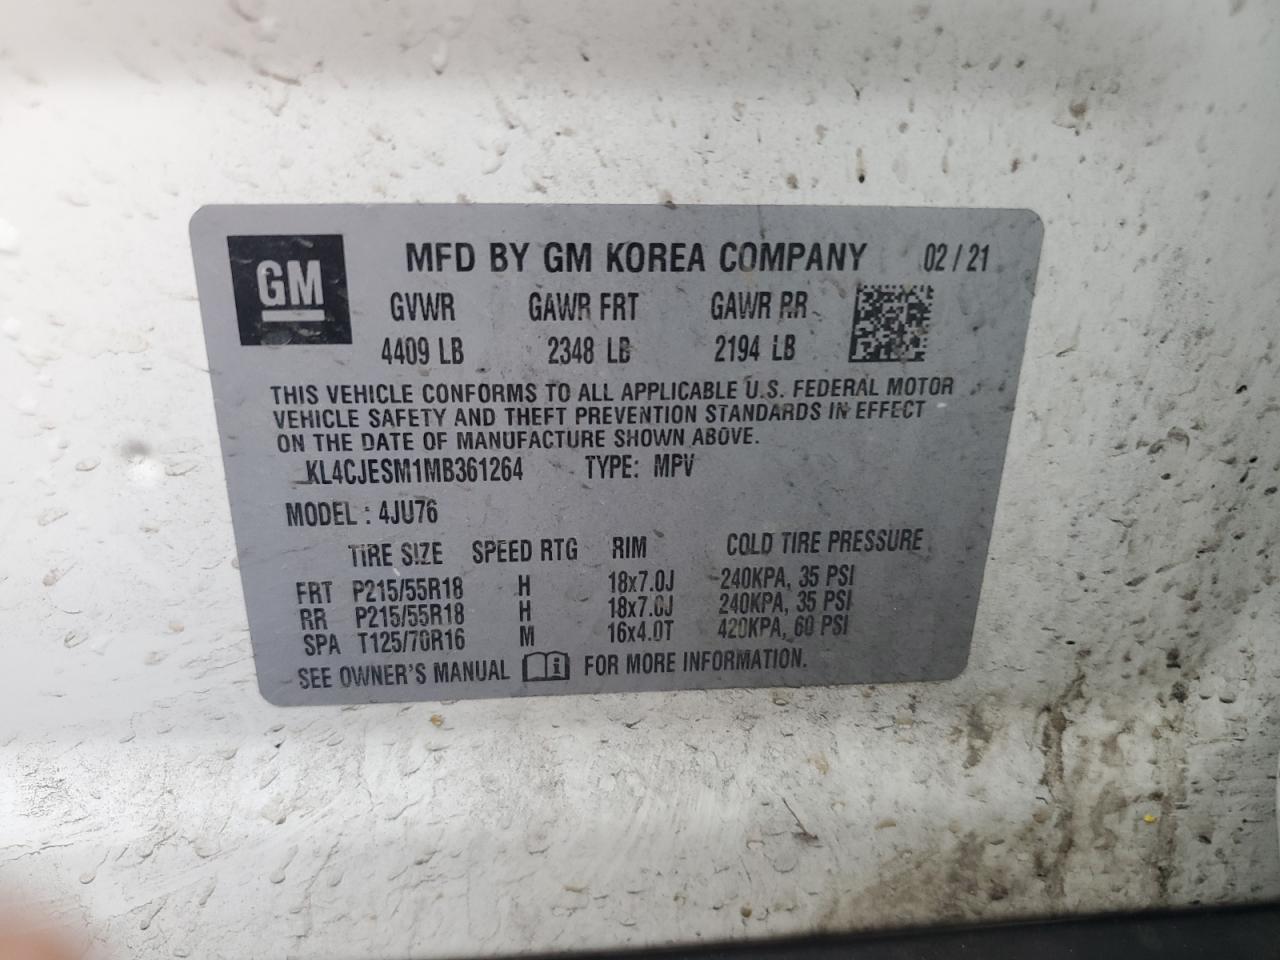 GM
MFD BY GM KOREA COMPANY 02 / 21
GVWR GAWR FRT GAWR RR
4409 LB 2348 LB 2194 LB
THIS VEHICLE CONFORMS TO ALL APPLICABLE U.S. FEDERAL MOTOR
VEHICLE SAFETY AND THEFT PREVENTION STANDARDS IN EFFECT
ON THE DATE OF MANUFACTURE SHOWN ABOVE.
KL4CJESM1MB361264 TYPE: MPV
MODEL : 4JU76
TIRE SIZE SPEED RTG RIM COLD TIRE PRESSURE
FRT P215/55R18 H 18x7.0J 240KPA, 35 PSI
RR P215/55R18 H 18x7.0J 240KPA, 35 PSI
SPA T125/70R16 M 16x4.0T 420KPA, 60 PSI
SEE OWNER'S MANUAL i FOR MORE INFORMATION.